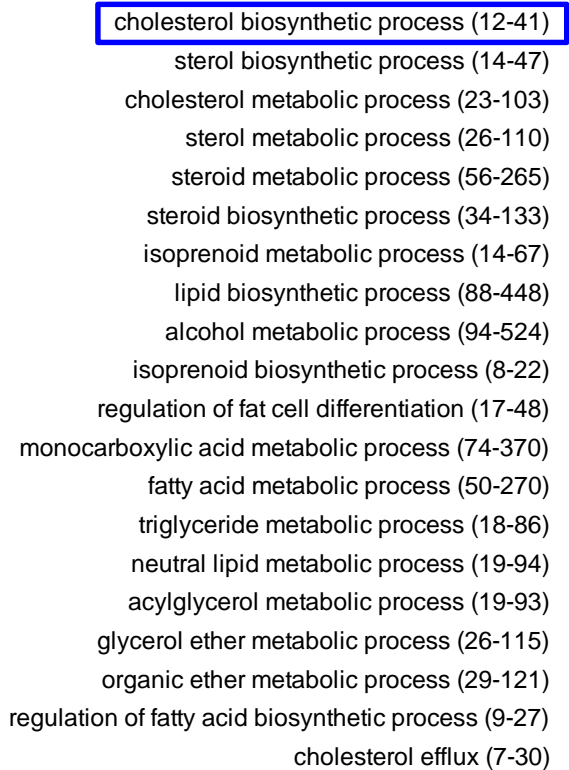 cholesterol biosynthetic process (12-41)
sterol biosynthetic process (14-47)
cholesterol metabolic process (23-103)
sterol metabolic process (26-110)
steroid metabolic process (56-265)
steroid biosynthetic process (34-133)
isoprenoid metabolic process (14-67)
lipid biosynthetic process (88-448)
alcohol metabolic process (94-524)
isoprenoid biosynthetic process (8-22)
regulation of fat cell differentiation (17-48)
monocarboxylic acid metabolic process (74-370)
fatty acid metabolic process (50-270)
triglyceride metabolic process (18-86)
neutral lipid metabolic process (19-94)
acylglycerol metabolic process (19-93)
glycerol ether metabolic process (26-115)
organic ether metabolic process (29-121)
regulation of fatty acid biosynthetic process (9-27)
cholesterol efflux (7-30)